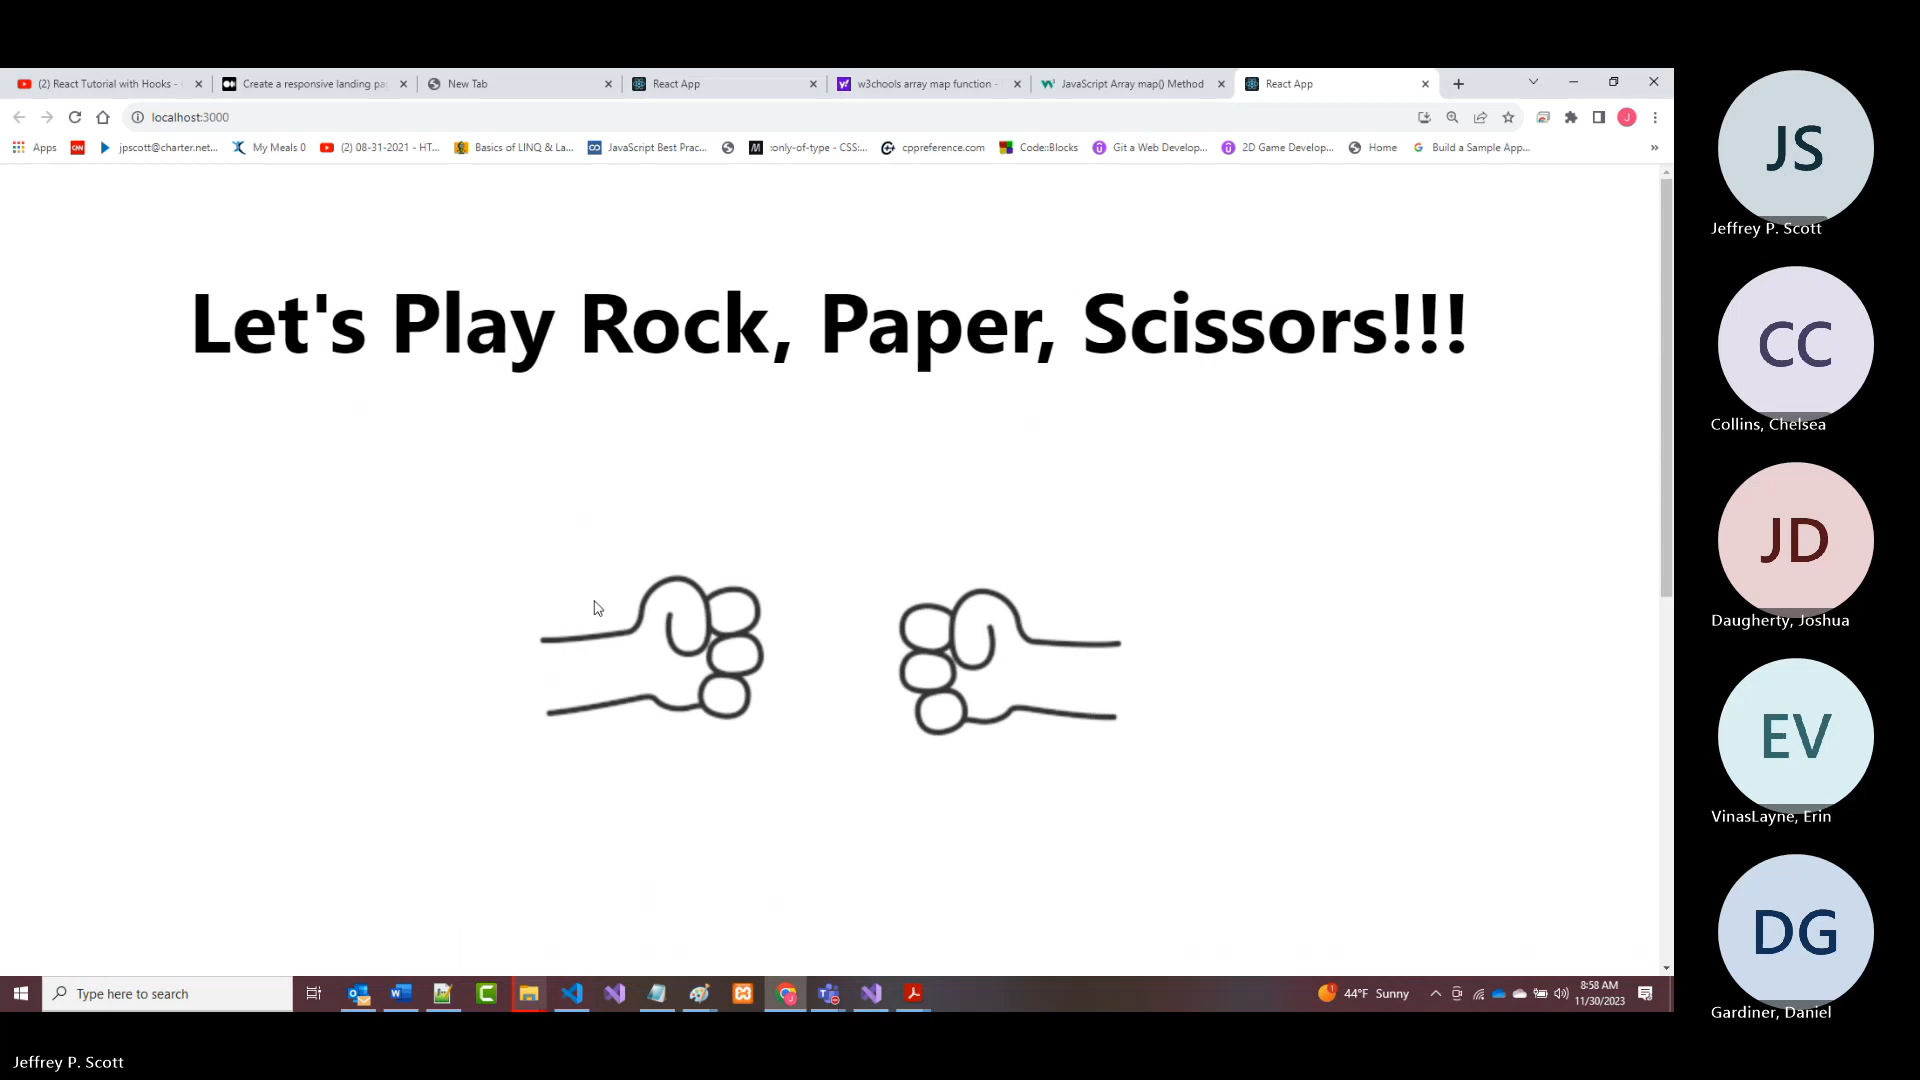 (2) React Tutorial with Hooks -
Create a responsive landing pag
New Tab
React App
w3chools array map function -
JavaScript Array map() Method
React App
localhost:3000
J
Apps
CNN
jpscott@charter.net...
My Meals 0
(2) 08-31-2021 - HT...
Basics of LINQ & La...
JavaScript Best Prac...
:only-of-type - CSS:...
cppreference.com
Code::Blocks
Git a Web Develop...
2D Game Develop...
Home
Build a Sample App...
»
Let's Play Rock, Paper, Scissors!!!
Type here to search
44°F Sunny
8:58 AM
11/30/2023
JS
Jeffrey P. Scott
CC
Collins, Chelsea
JD
Daugherty, Joshua
EV
VinasLayne, Erin
DG
Gardiner, Daniel
Jeffrey P. Scott